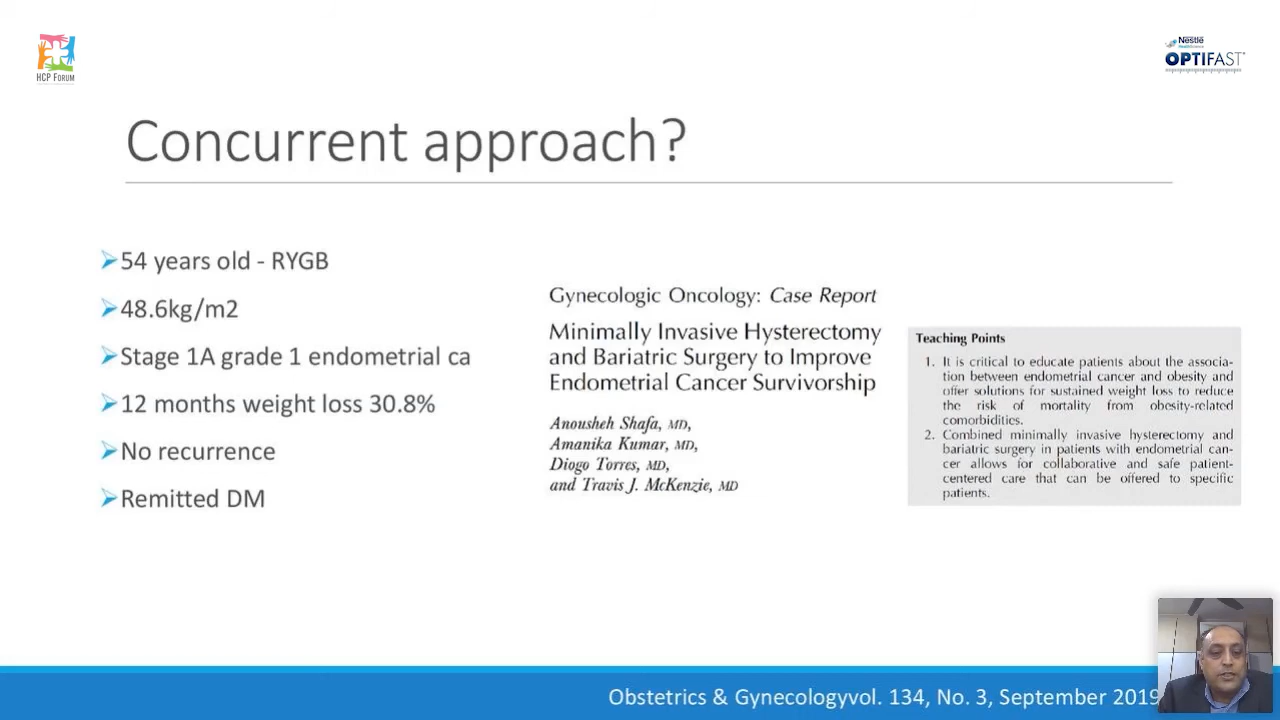 HCP FORUM
Nestlé
HealthScience
OPTIFAST
Concurrent approach?
54 years old - RYGB
48.6kg/m2
Stage 1A grade 1 endometrial ca
12 months weight loss 30.8%
No recurrence
Remitted DM
Gynecologic Oncology: Case Report
Minimally Invasive Hysterectomy
and Bariatric Surgery to Improve
Endometrial Cancer Survivorship
Anousheh Shafa, MD,
Amanika Kumar, MD,
Diogo Torres, MD,
and Travis J. McKenzie, MD
Teaching Points
1. It is critical to educate patients about the associa-
tion between endometrial cancer and obesity and
offer solutions for sustained weight loss to reduce
the risk of mortality from obesity-related
comorbidities.
2. Combined minimally invasive hysterectomy and
bariatric surgery in patients with endometrial can-
cer allows for collaborative and safe patient-
centered care that can be offered to specific
patients.
Obstetrics & Gynecologyvol. 134, No. 3, September 2019